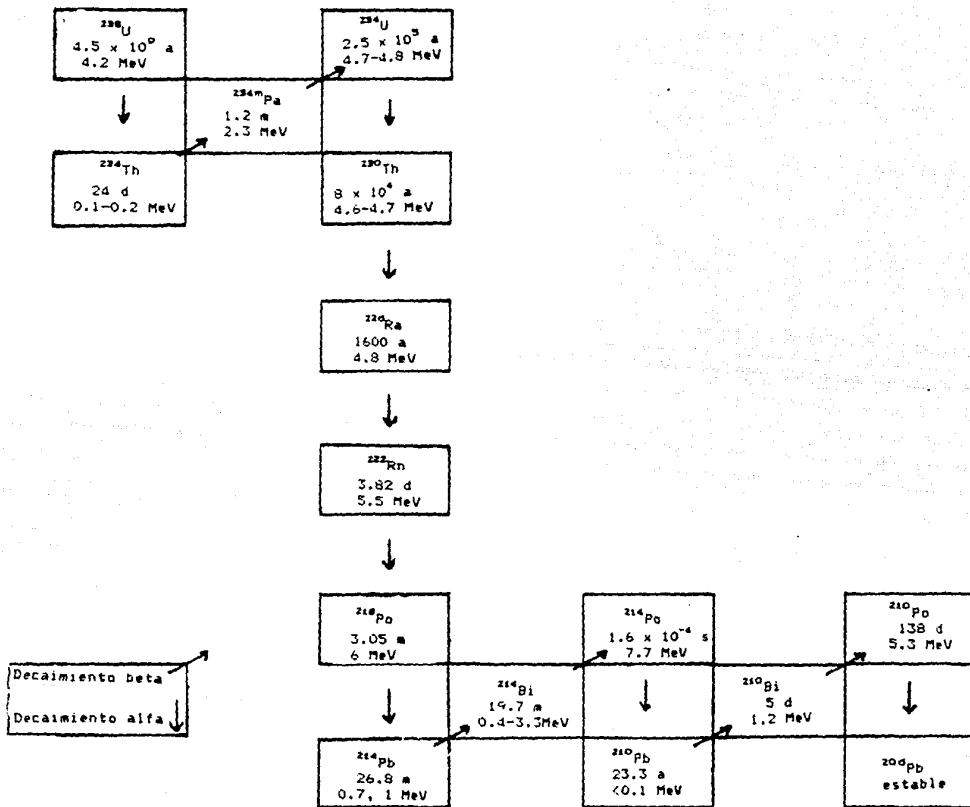 ²³⁸U
4.5 x 10⁹ a
4.2 MeV
²³⁴U
2.5 x 10⁵ a
4.7-4.8 MeV
²³⁴ᵐPa
1.2 m
2.3 MeV
²³⁴Th
24 d
0.1-0.2 MeV
²³⁰Th
8 x 10⁴ a
4.6-4.7 MeV
²²⁶Ra
1600 a
4.8 MeV
²²²Rn
3.82 d
5.5 MeV
²¹⁸Po
3.05 m
6 MeV
²¹⁴Po
1.6 x 10⁻⁴ s
7.7 MeV
²¹⁰Po
138 d
5.3 MeV
²¹⁴Bi
19.7 m
0.4-3.3MeV
²¹⁰Bi
5 d
1.2 MeV
²¹⁴Pb
26.8 m
0.7, 1 MeV
²¹⁰Pb
23.3 a
<0.1 MeV
²⁰⁶Pb
estable
Decaimiento beta
Decaimiento alfa